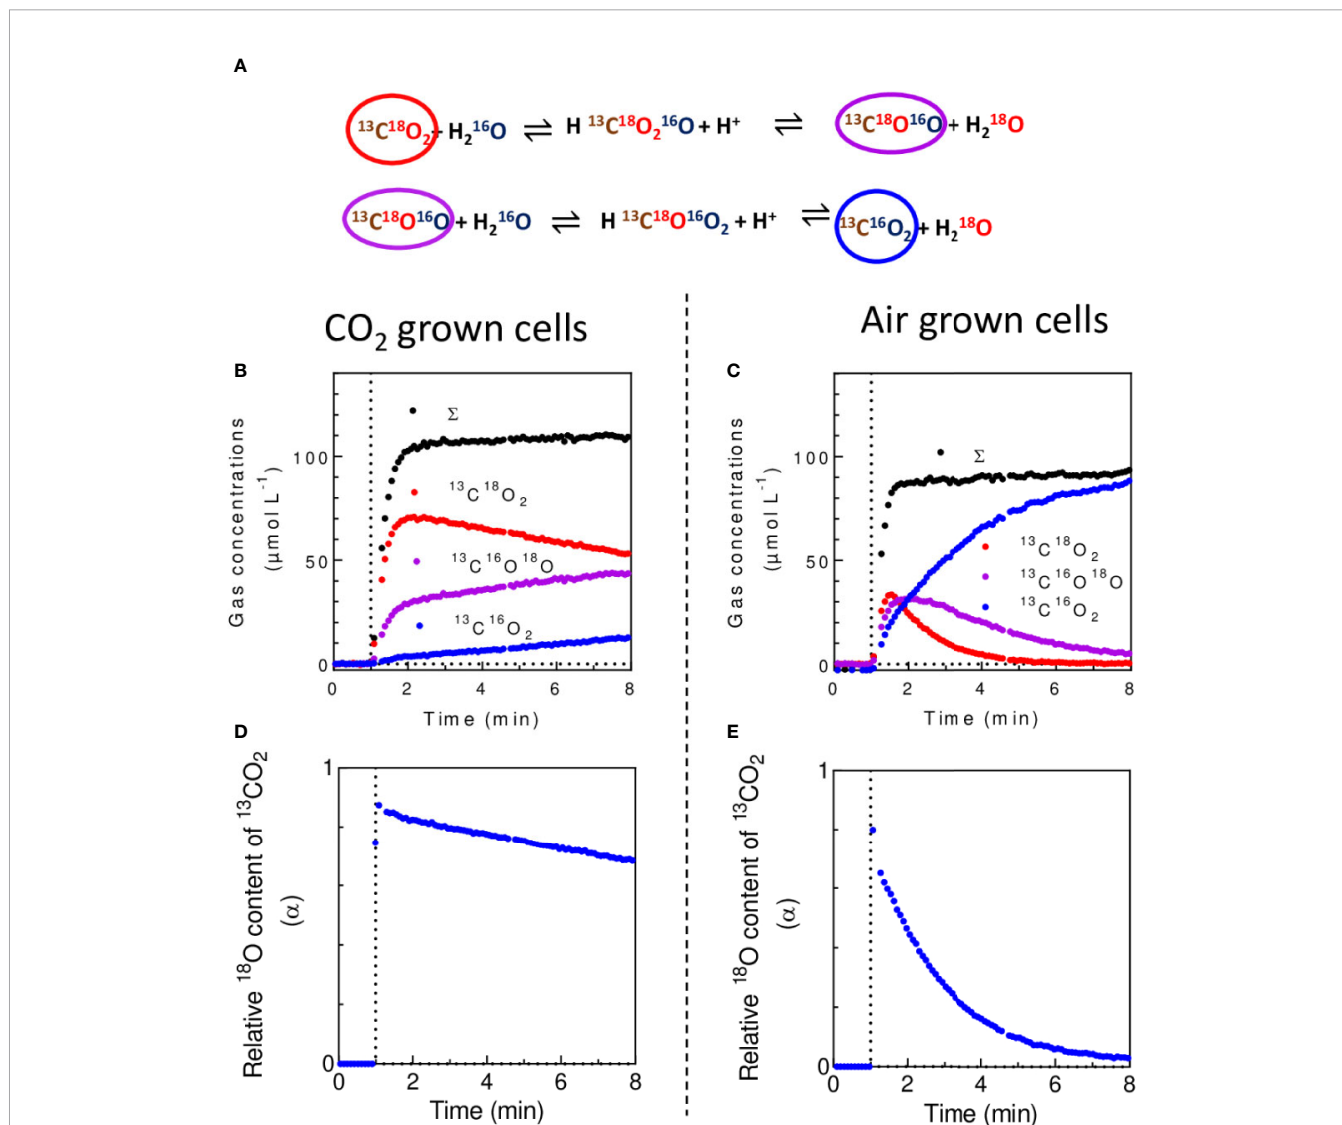 A
¹³C¹⁸O₂ + H₂¹⁶O ⇌ H ¹³C¹⁸O₂¹⁶O + H⁺ ⇌ ¹³C¹⁸O¹⁶O + H₂¹⁸O
¹³C¹⁸O¹⁶O + H₂¹⁶O ⇌ H ¹³C¹⁸O¹⁶O₂ + H⁺ ⇌ ¹³C¹⁶O₂ + H₂¹⁸O
CO₂ grown cells
B
Gas concentrations
(µmol L⁻¹)
100
50
0
Σ
¹³C¹⁸O₂
¹³C¹⁶O¹⁸O
¹³C¹⁶O₂
0 2 4 6 8
Time (min)
Air grown cells
C
Gas concentrations
(µmol L⁻¹)
100
50
0
Σ
¹³C¹⁸O₂
¹³C¹⁶O¹⁸O
¹³C¹⁶O₂
0 2 4 6 8
Time (min)
D
Relative ¹⁸O content of ¹³CO₂
(α)
1
0
0 2 4 6 8
Time (min)
E
Relative ¹⁸O content of ¹³CO₂
(α)
1
0
0 2 4 6 8
Time (min)